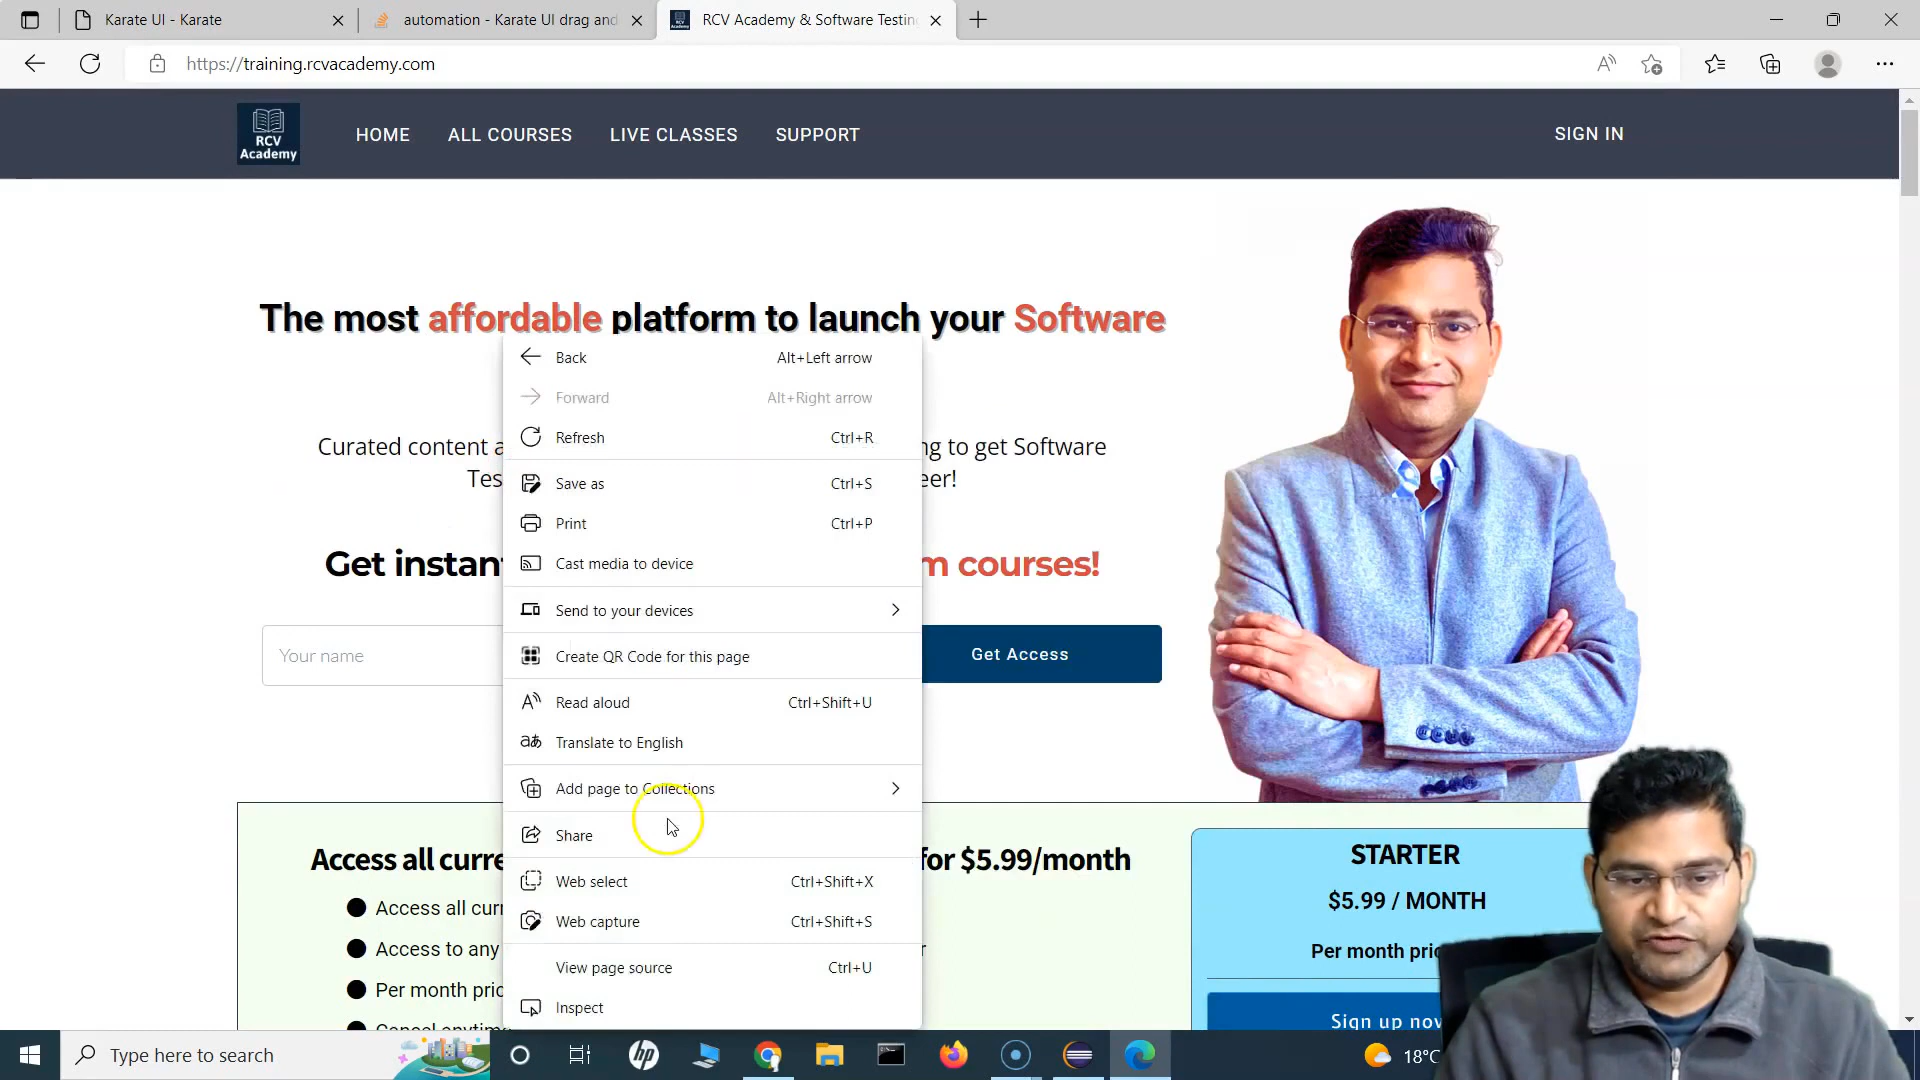 Karate UI - Karate
automation - Karate UI drag and
RCV Academy & Software Testin
https://training.rcvacademy.com
RCV
Academy
HOME
ALL COURSES
LIVE CLASSES
SUPPORT
SIGN IN
The most affordable platform to launch your Software
Back Alt+Left arrow
Forward Alt+Right arrow
Refresh Ctrl+R
Curated content a
ng to get Software
Tes
eer!
Save as Ctrl+S
Print Ctrl+P
Cast media to device
Get instant
m courses!
Send to your devices
Create QR Code for this page
Your name
Get Access
Read aloud Ctrl+Shift+U
Translate to English
Add page to Collections
Share
Access all curre
for $5.99/month
Web select Ctrl+Shift+X
Web capture Ctrl+Shift+S
View page source Ctrl+U
Inspect
Access all curr
Access to any
Per month pric
Cancel anytime
STARTER
$5.99 / MONTH
Per month pri
Sign up now
Type here to search
18°C